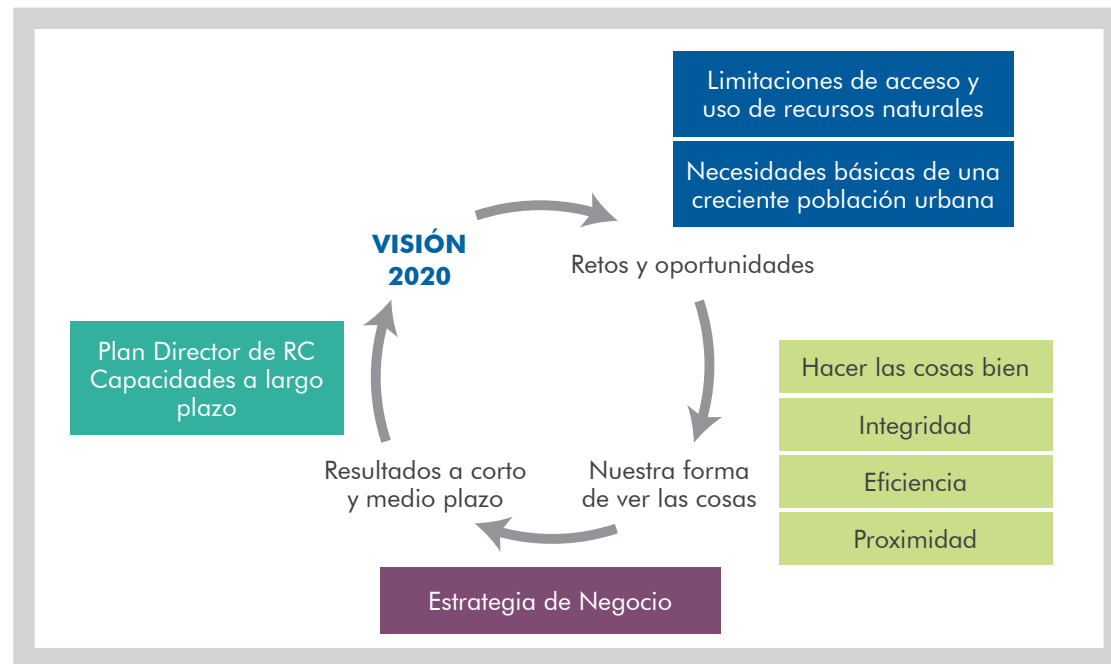 Limitaciones de acceso y
uso de recursos naturales
Necesidades básicas de una
creciente población urbana
VISIÓN
2020
Retos y oportunidades
Plan Director de RC
Capacidades a largo
plazo
Hacer las cosas bien
Integridad
Eficiencia
Proximidad
Resultados a corto
y medio plazo
Nuestra forma
de ver las cosas
Estrategia de Negocio